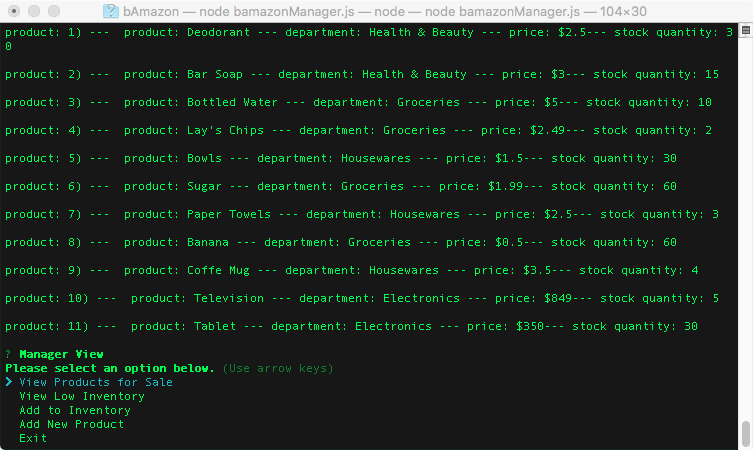 bAmazon — node bamazonManager.js — node — node bamazonManager.js — 104×30
product: 1) ---  product: Deodorant --- department: Health & Beauty --- price: $2.5--- stock quantity: 3
0
product: 2) ---  product: Bar Soap --- department: Health & Beauty --- price: $3--- stock quantity: 15
product: 3) ---  product: Bottled Water --- department: Groceries --- price: $5--- stock quantity: 10
product: 4) ---  product: Lay's Chips --- department: Groceries --- price: $2.49--- stock quantity: 2
product: 5) ---  product: Bowls --- department: Housewares --- price: $1.5--- stock quantity: 30
product: 6) ---  product: Sugar --- department: Groceries --- price: $1.99--- stock quantity: 60
product: 7) ---  product: Paper Towels --- department: Housewares --- price: $2.5--- stock quantity: 3
product: 8) ---  product: Banana --- department: Groceries --- price: $0.5--- stock quantity: 60
product: 9) ---  product: Coffe Mug --- department: Housewares --- price: $3.5--- stock quantity: 4
product: 10) ---  product: Television --- department: Electronics --- price: $849--- stock quantity: 5
product: 11) ---  product: Tablet --- department: Electronics --- price: $350--- stock quantity: 30
? Manager View
Please select an option below. (Use arrow keys)
❯ View Products for Sale
View Low Inventory
Add to Inventory
Add New Product
Exit